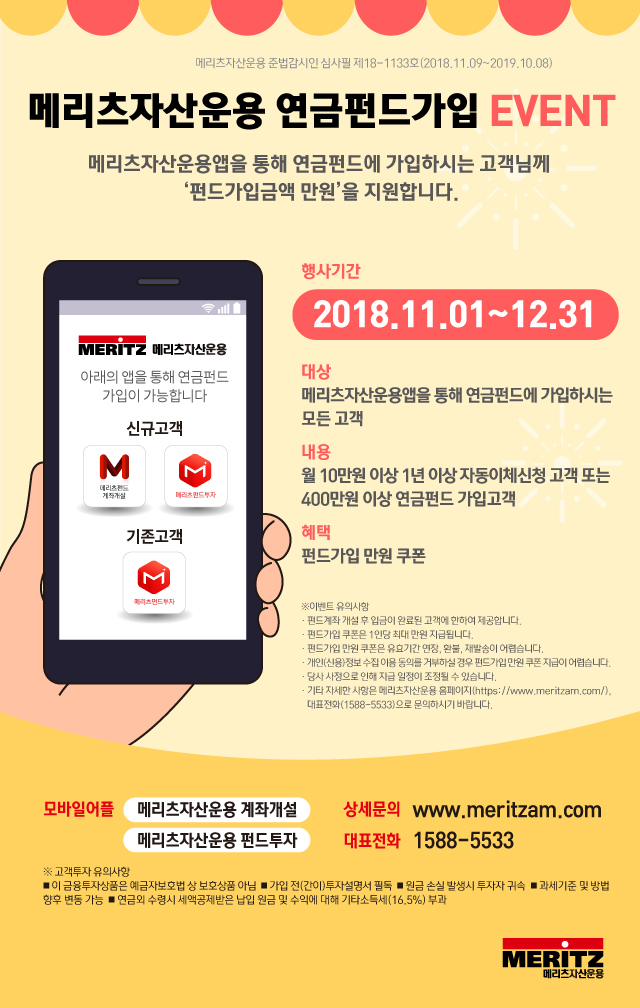 메리츠자산운용 준법감시인 심사필 제18-1133호(2018.11.09~2019.10.08)
메리츠자산운용 연금펀드가입 EVENT
메리츠자산운용앱을 통해 연금펀드에 가입하시는 고객님께
‘펀드가입금액 만원’을 지원합니다.
MERITZ 메리츠자산운용
아래의 앱을 통해 연금펀드
가입이 가능합니다
신규고객
메리츠펀드
계좌개설
메리츠펀드투자
기존고객
메리츠펀드투자
행사기간
2018.11.01~12.31
대상
메리츠자산운용앱을 통해 연금펀드에 가입하시는
모든 고객
내용
월 10만원 이상 1년 이상 자동이체신청 고객 또는
400만원 이상 연금펀드 가입고객
혜택
펀드가입 만원 쿠폰
※이벤트 유의사항
· 펀드계좌 개설 후 입금이 완료된 고객에 한하여 제공합니다.
· 펀드가입 쿠폰은 1인당 최대 만원 지급됩니다.
· 펀드가입 만원 쿠폰은 유효기간 연장, 환불, 재발송이 어렵습니다.
· 개인(신용)정보 수집 이용 동의를 거부하실 경우 펀드가입 만원 쿠폰 지급이 어렵습니다.
· 당사 사정으로 인해 지급 일정이 조정될 수 있습니다.
· 기타 자세한 사항은 메리츠자산운용 홈페이지(https://www.meritzam.com/),
대표전화(1588-5533)으로 문의하시기 바랍니다.
모바일어플 메리츠자산운용 계좌개설 상세문의 www.meritzam.com
메리츠자산운용 펀드투자 대표전화 1588-5533
※ 고객투자 유의사항
■ 이 금융투자상품은 예금자보호법 상 보호상품 아님 ■ 가입 전(간이)투자설명서 필독 ■ 원금 손실 발생시 투자자 귀속 ■ 과세기준 및 방법
향후 변동 가능 ■ 연금외 수령시 세액공제받은 납입 원금 및 수익에 대해 기타소득세(16.5%) 부과
MERITZ
메리츠자산운용